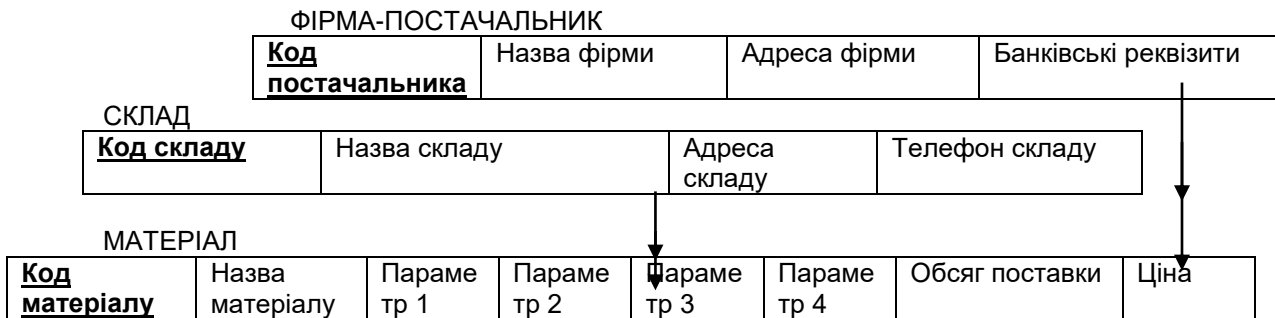 ФІРМА-ПОСТАЧАЛЬНИК
Код постачальника Назва фірми Адреса фірми Банківські реквізити
СКЛАД
Код складу Назва складу Адреса складу Телефон складу
МАТЕРІАЛ
Код матеріалу Назва матеріалу Параметр 1 Параметр 2 Параметр 3 Параметр 4 Обсяг поставки Ціна